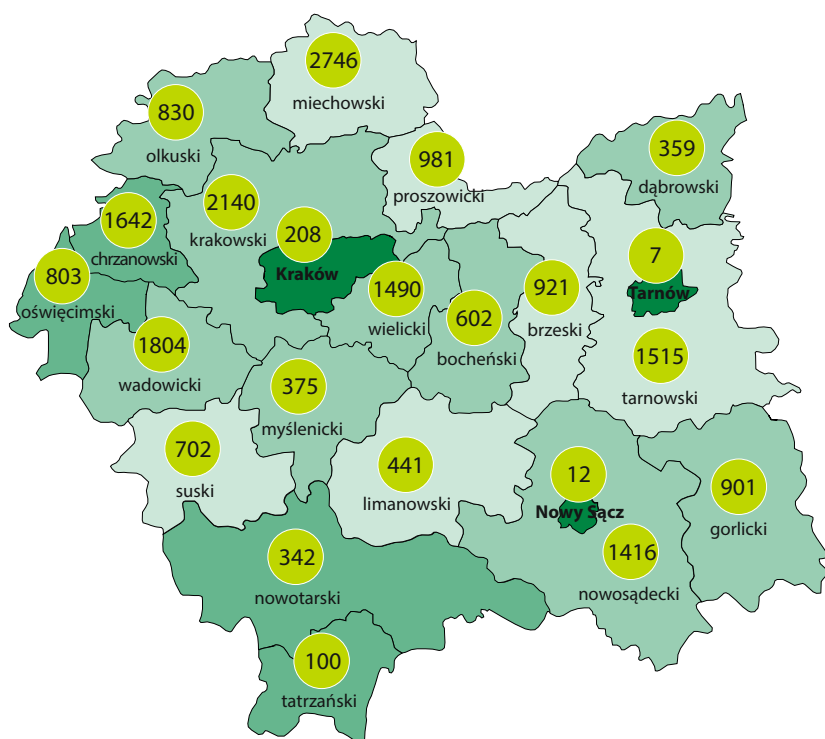 2746
miechowski
830
olkuski
981
proszowicki
359
dąbrowski
2140
krakowski
1642
chrzanowski
208
Kraków
7
Tarnów
803
oświęcimski
1490
wielicki
921
brzeski
602
bocheński
1804
wadowicki
1515
tarnowski
375
myślenicki
702
suski
441
limanowski
12
Nowy Sącz
901
gorlicki
342
nowotarski
1416
nowosądecki
100
tatrzański